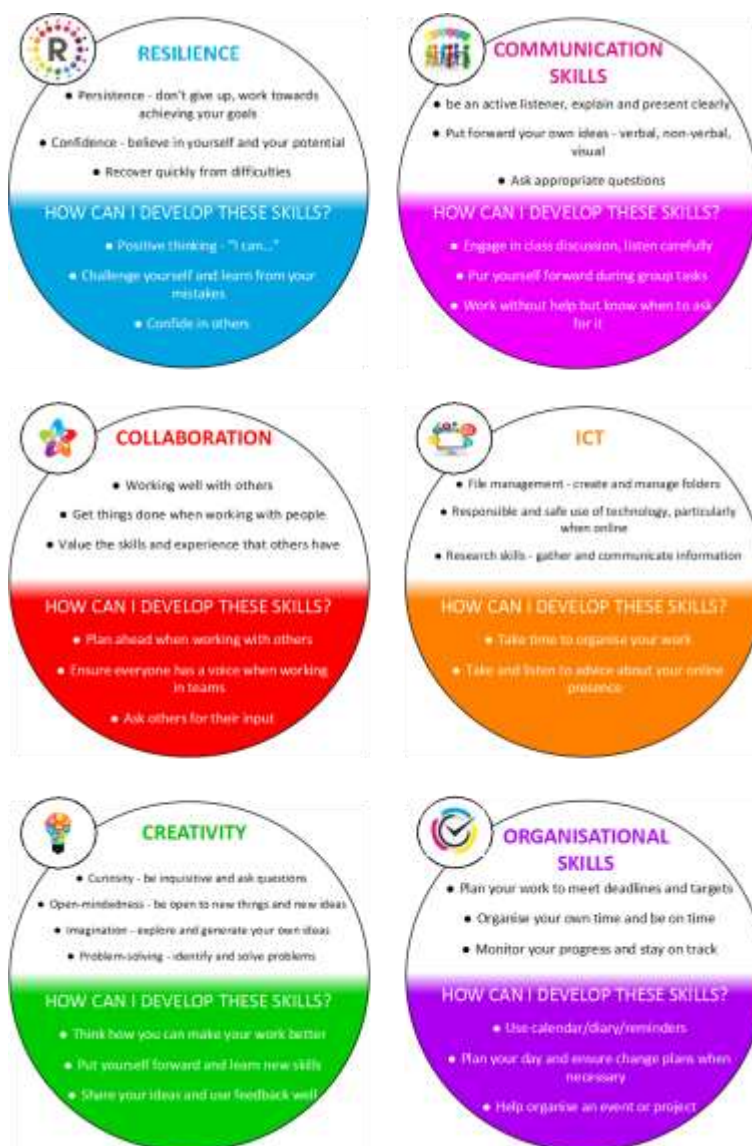 R
RESILIENCE
● Persistence - don't give up, work towards
achieving your goals
● Confidence - believe in yourself and your potential
● Recover quickly from difficulties
HOW CAN I DEVELOP THESE SKILLS?
● Positive thinking - "I can..."
● Challenge yourself and learn from your
mistakes
● Confide in others
COMMUNICATION
SKILLS
● be an active listener, explain and present clearly
● Put forward your own ideas - verbal, non-verbal,
visual
● Ask appropriate questions
HOW CAN I DEVELOP THESE SKILLS?
● Engage in class discussion, listen carefully
● Put yourself forward during group tasks
● Work without help but know when to ask
for it
COLLABORATION
● Working well with others
● Get things done when working with people
● Value the skills and experience that others have
HOW CAN I DEVELOP THESE SKILLS?
● Plan ahead when working with others
● Ensure everyone has a voice when working
in teams
● Ask others for their input
ICT
● File management - create and manage folders
● Responsible and safe use of technology, particularly
when online
● Research skills - gather and communicate information
HOW CAN I DEVELOP THESE SKILLS?
● Take time to organise your work
● Take and listen to advice about your online
presence
CREATIVITY
● Curiosity - be inquisitive and ask questions
● Open-mindedness - be open to new things and new ideas
● Imagination - explore and generate your own ideas
● Problem-solving - identify and solve problems
HOW CAN I DEVELOP THESE SKILLS?
● Think how you can make your work better
● Put yourself forward and learn new skills
● Share your ideas and use feedback well
ORGANISATIONAL
SKILLS
● Plan your work to meet deadlines and targets
● Organise your own time and be on time
● Monitor your progress and stay on track
HOW CAN I DEVELOP THESE SKILLS?
● Use calendar/diary/reminders
● Plan your day and ensure change plans when
necessary
● Help organise an event or project